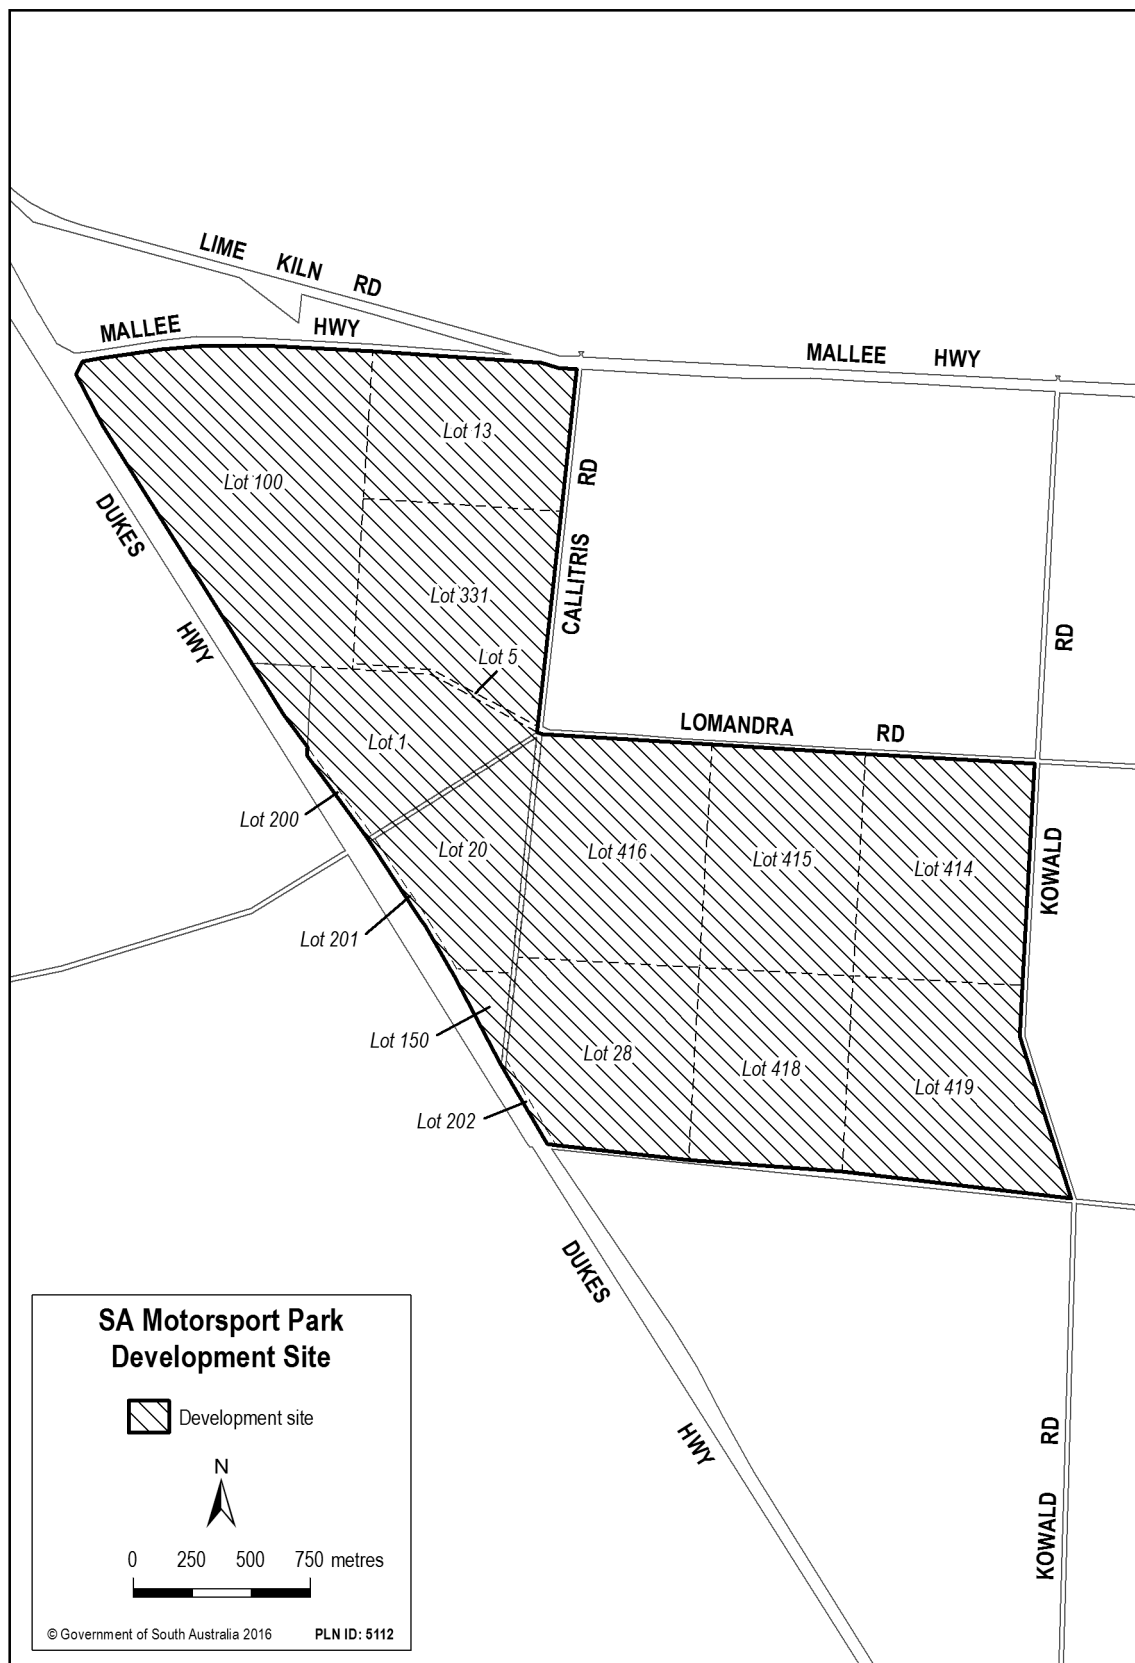 LIME KILN RD
MALLEE HWY
MALLEE HWY
Lot 13
Lot 100
RD
DUKES
CALLITRIS
Lot 331
HWY
RD
Lot 5
LOMANDRA RD
Lot 1
Lot 200
Lot 20
Lot 416
Lot 415
Lot 414
KOWALD
Lot 201
Lot 150
Lot 28
Lot 418
Lot 419
Lot 202
DUKES
HWY
RD
KOWALD
SA Motorsport Park
Development Site
Development site
N
0 250 500 750 metres
© Government of South Australia 2016 PLN ID: 5112